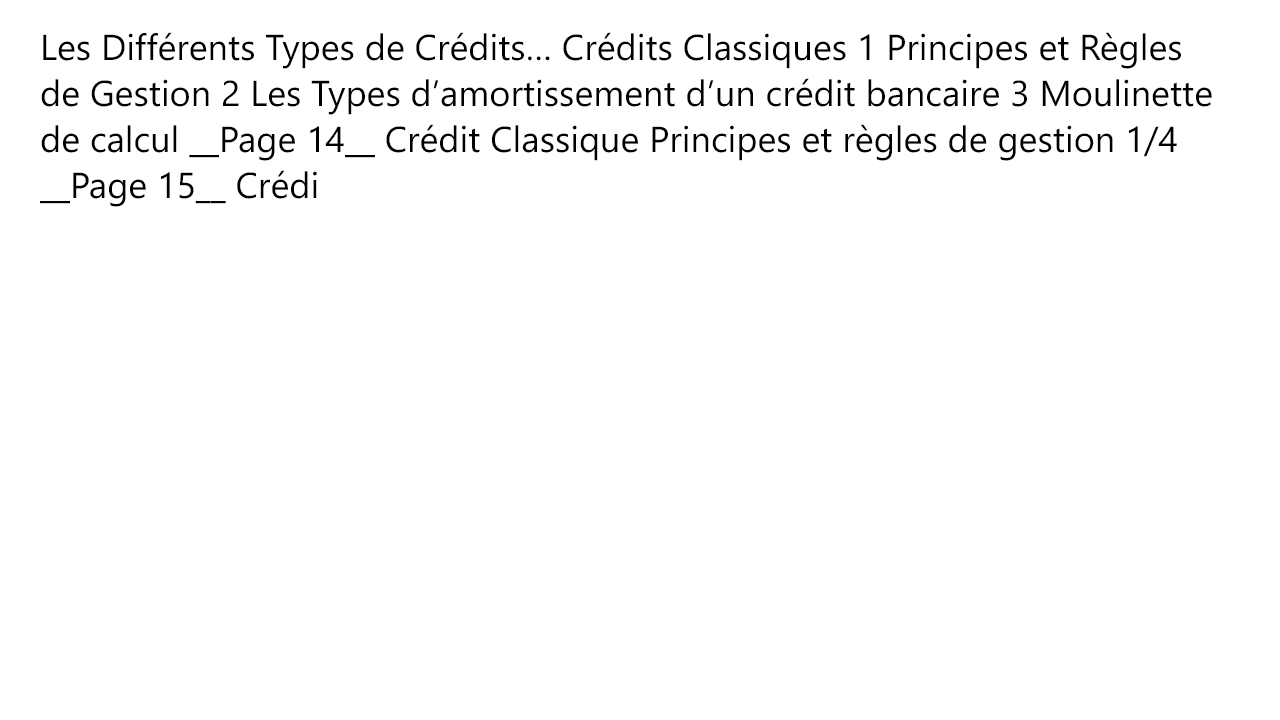 Les Différents Types de Crédits... Crédits Classiques 1 Principes et Règles
de Gestion 2 Les Types d’amortissement d’un crédit bancaire 3 Moulinette
de calcul __Page 14__ Crédit Classique Principes et règles de gestion 1/4
__Page 15__ Crédi